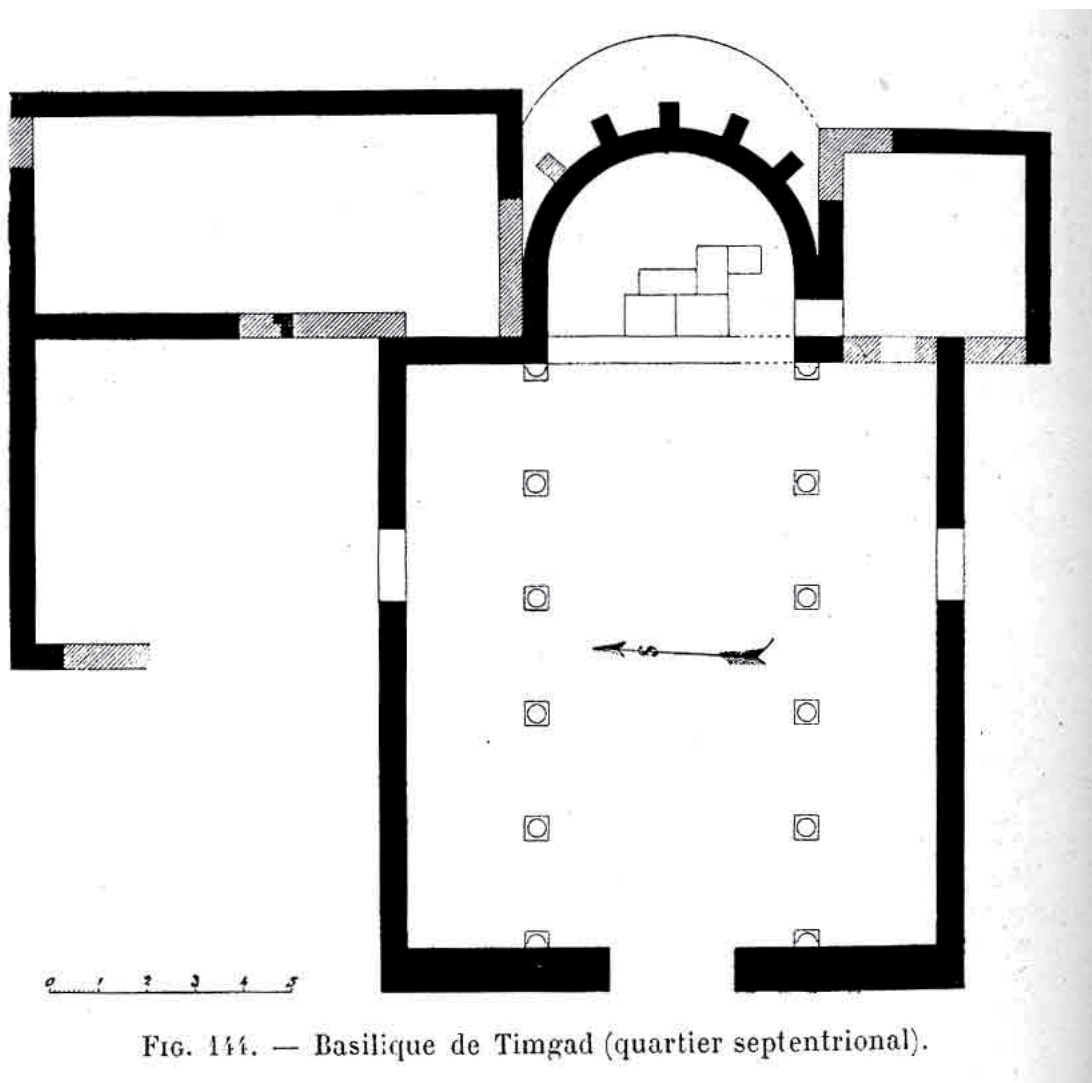 S
0 1 2 3 4 5
FIG. 144. — Basilique de Timgad (quartier septentrional).